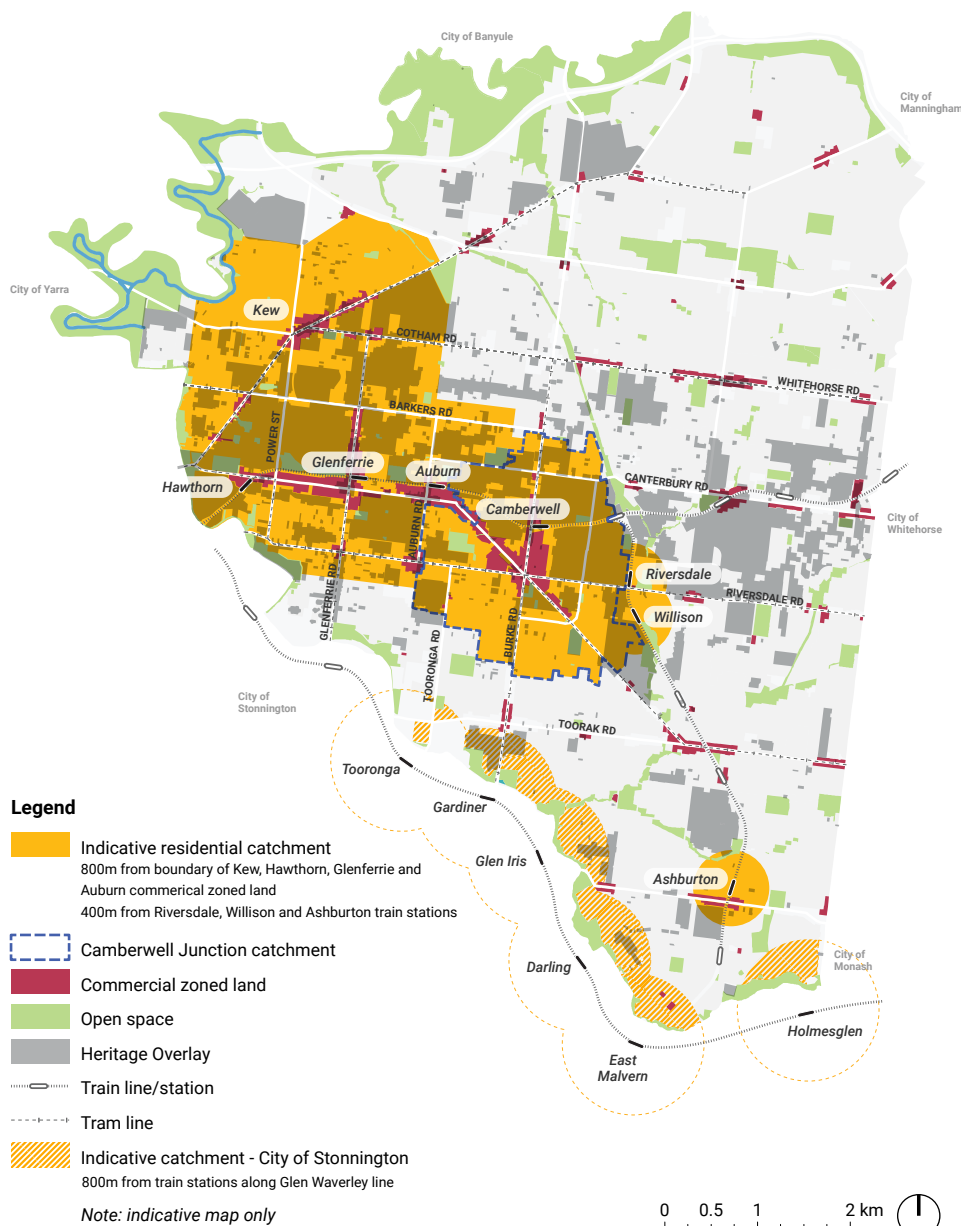 City of Banyule
City of
Manningham
City of Yarra
Kew
COTHAM RD
WHITEHORSE RD
BARKERS RD
POWER ST
Glenferrie
Auburn
Hawthorn
CANTERBURY RD
Camberwell
City of
Whitehorse
AUBURN RD
Riversdale
RIVERSDALE RD
GLENFERRIE RD
Willison
BURKE RD
TOORONGA RD
City of
Stonnington
TOORAK RD
Tooronga
Gardiner
Glen Iris
Ashburton
Darling
City of
Monash
Holmesglen
East
Malvern
Legend
Indicative residential catchment
800m from boundary of Kew, Hawthorn, Glenferrie and
Auburn commerical zoned land
400m from Riversdale, Willison and Ashburton train stations
Camberwell Junction catchment
Commercial zoned land
Open space
Heritage Overlay
Train line/station
Tram line
Indicative catchment - City of Stonnington
800m from train stations along Glen Waverley line
Note: indicative map only
0 0.5 1 2 km